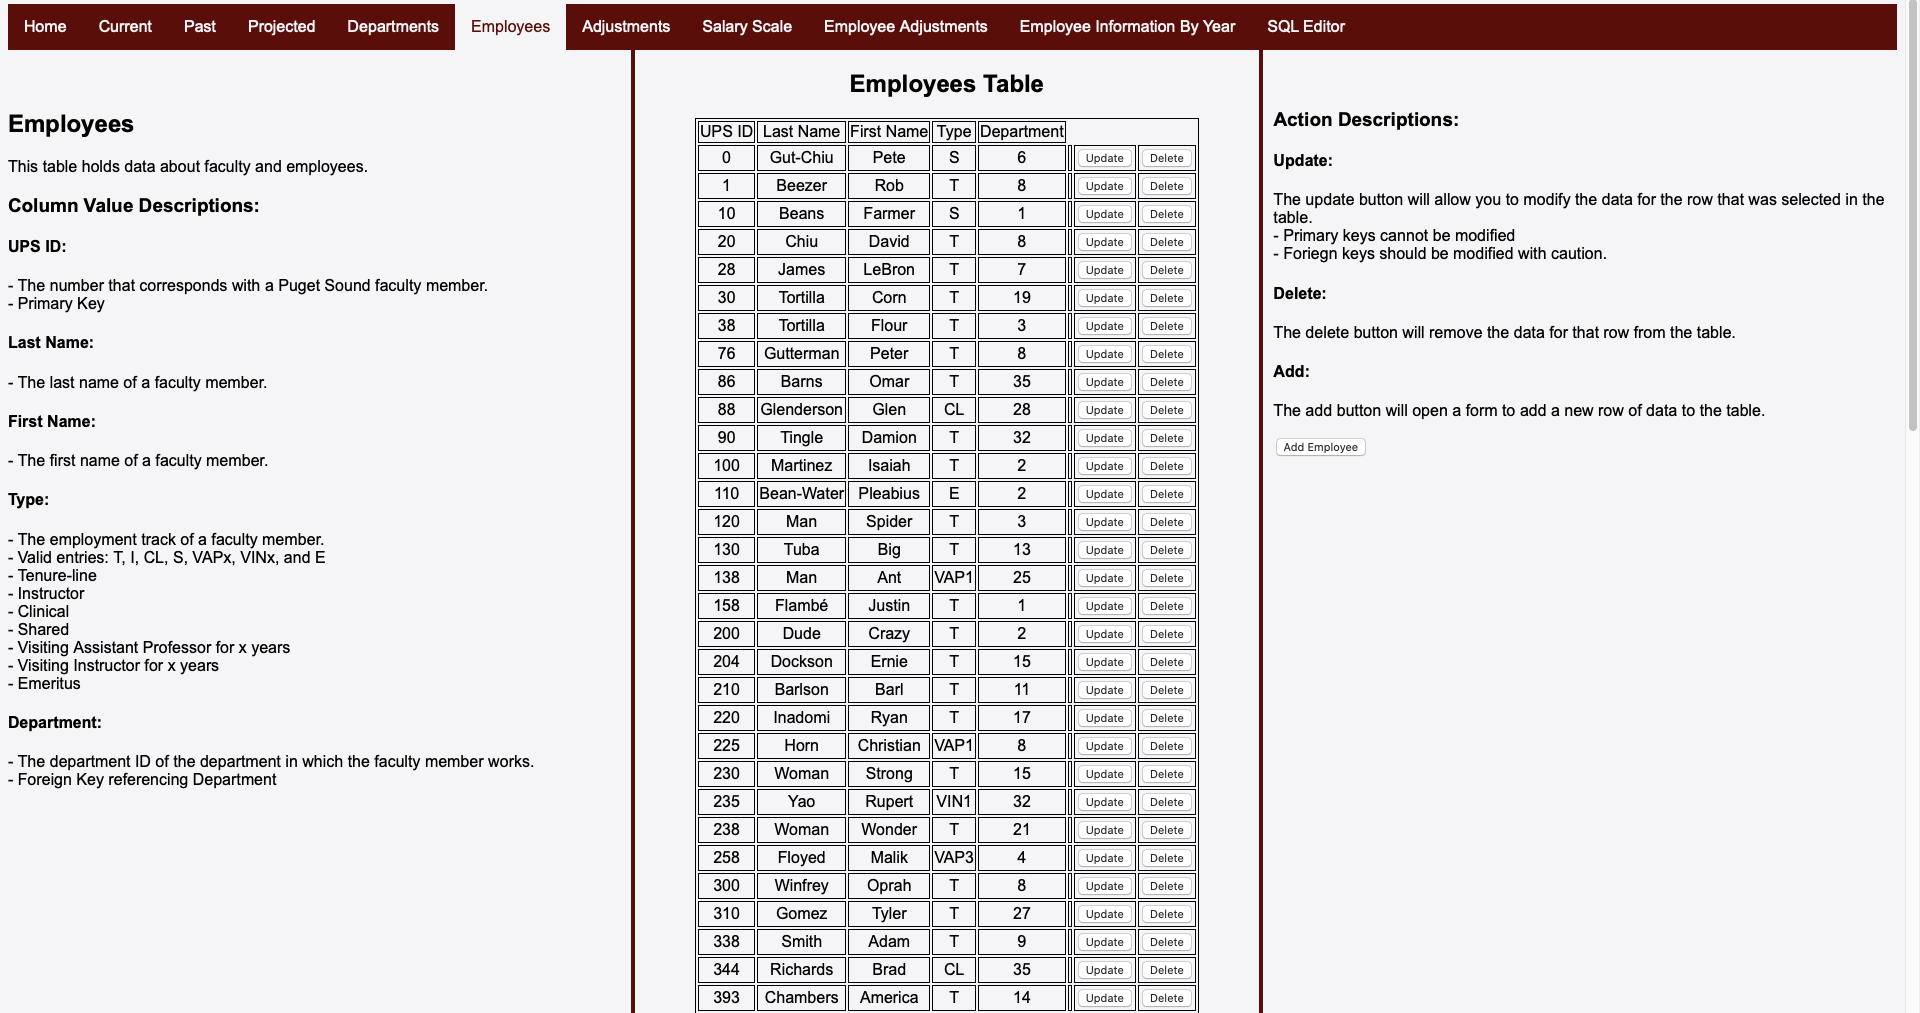 Home Current Past Projected Departments Employees Adjustments Salary Scale Employee Adjustments Employee Information By Year SQL Editor
Employees
This table holds data about faculty and employees.
Column Value Descriptions:
UPS ID:
- The number that corresponds with a Puget Sound faculty member.
- Primary Key
Last Name:
- The last name of a faculty member.
First Name:
- The first name of a faculty member.
Type:
- The employment track of a faculty member.
- Valid entries: T, I, CL, S, VAPx, VINx, and E
- Tenure-line
- Instructor
- Clinical
- Shared
- Visiting Assistant Professor for x years
- Visiting Instructor for x years
- Emeritus
Department:
- The department ID of the department in which the faculty member works.
- Foreign Key referencing Department
Employees Table
UPS ID Last Name First Name Type Department
0 Gut-Chiu Pete S 6 Update Delete
1 Beezer Rob T 8 Update Delete
10 Beans Farmer S 1 Update Delete
20 Chiu David T 8 Update Delete
28 James LeBron T 7 Update Delete
30 Tortilla Corn T 19 Update Delete
38 Tortilla Flour T 3 Update Delete
76 Gutterman Peter T 8 Update Delete
86 Barns Omar T 35 Update Delete
88 Glenderson Glen CL 28 Update Delete
90 Tingle Damion T 32 Update Delete
100 Martinez Isaiah T 2 Update Delete
110 Bean-Water Pleabius E 2 Update Delete
120 Man Spider T 3 Update Delete
130 Tuba Big T 13 Update Delete
138 Man Ant VAP1 25 Update Delete
158 Flambé Justin T 1 Update Delete
200 Dude Crazy T 2 Update Delete
204 Dockson Ernie T 15 Update Delete
210 Barlson Barl T 11 Update Delete
220 Inadomi Ryan T 17 Update Delete
225 Horn Christian VAP1 8 Update Delete
230 Woman Strong T 15 Update Delete
235 Yao Rupert VIN1 32 Update Delete
238 Woman Wonder T 21 Update Delete
258 Floyed Malik VAP3 4 Update Delete
300 Winfrey Oprah T 8 Update Delete
310 Gomez Tyler T 27 Update Delete
338 Smith Adam T 9 Update Delete
344 Richards Brad CL 35 Update Delete
393 Chambers America T 14 Update Delete
Action Descriptions:
Update:
The update button will allow you to modify the data for the row that was selected in the
table.
- Primary keys cannot be modified
- Foriegn keys should be modified with caution.
Delete:
The delete button will remove the data for that row from the table.
Add:
The add button will open a form to add a new row of data to the table.
Add Employee